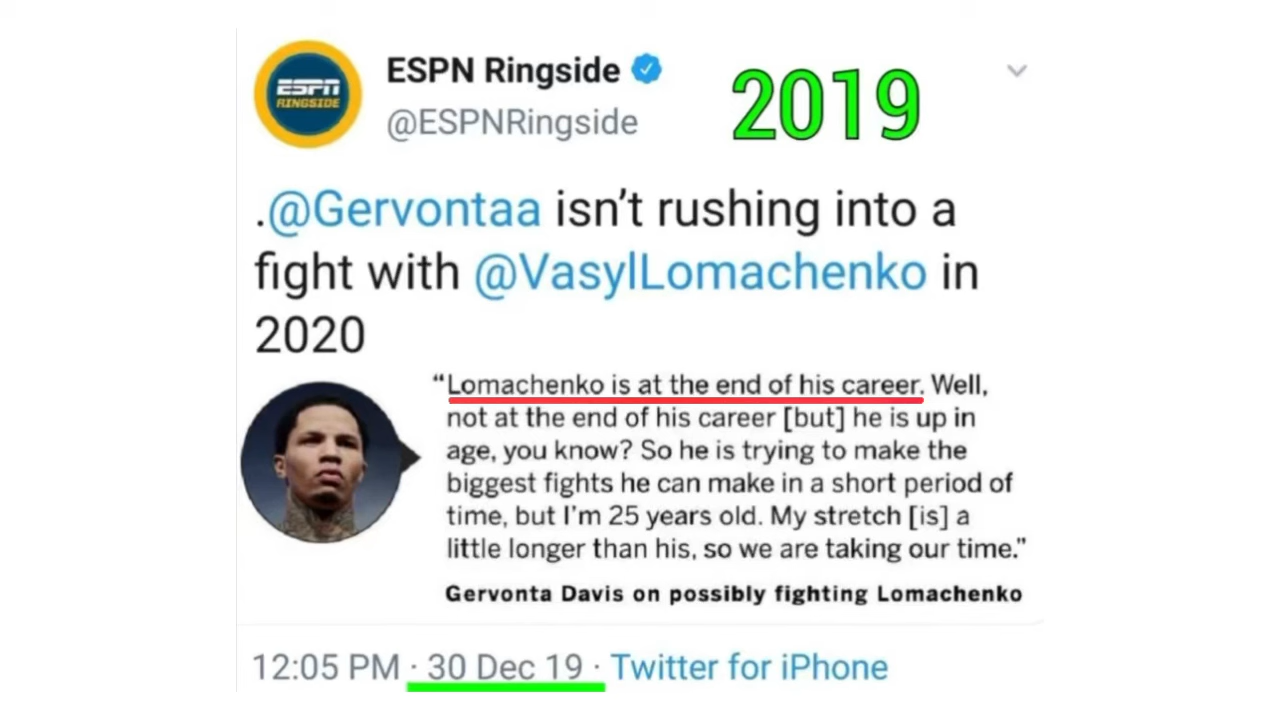 ESPN Ringside
ESPN
RINGSIDE
@ESPNRingside
2019
.@Gervontaa isn't rushing into a
fight with @VasylLomachenko in
2020
“Lomachenko is at the end of his career. Well,
not at the end of his career [but] he is up in
age, you know? So he is trying to make the
biggest fights he can make in a short period of
time, but I'm 25 years old. My stretch [is] a
little longer than his, so we are taking our time.”
Gervonta Davis on possibly fighting Lomachenko
12:05 PM · 30 Dec 19 · Twitter for iPhone